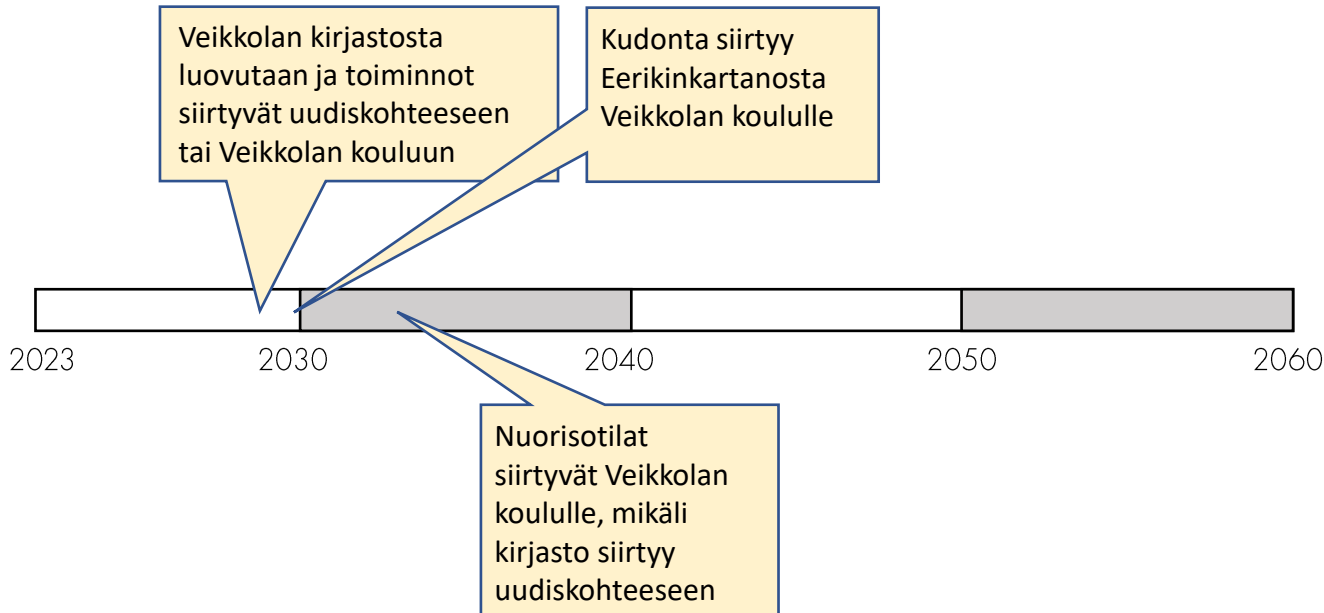 Veikkolan kirjastosta
luovutaan ja toiminnot
siirtyvät uudiskohteeseen
tai Veikkolan kouluun
Kudonta siirtyy
Eerikinkartanosta
Veikkolan koululle
2023
2030
2040
2050
2060
Nuorisotilat
siirtyvät Veikkolan
koululle, mikäli
kirjasto siirtyy
uudiskohteeseen